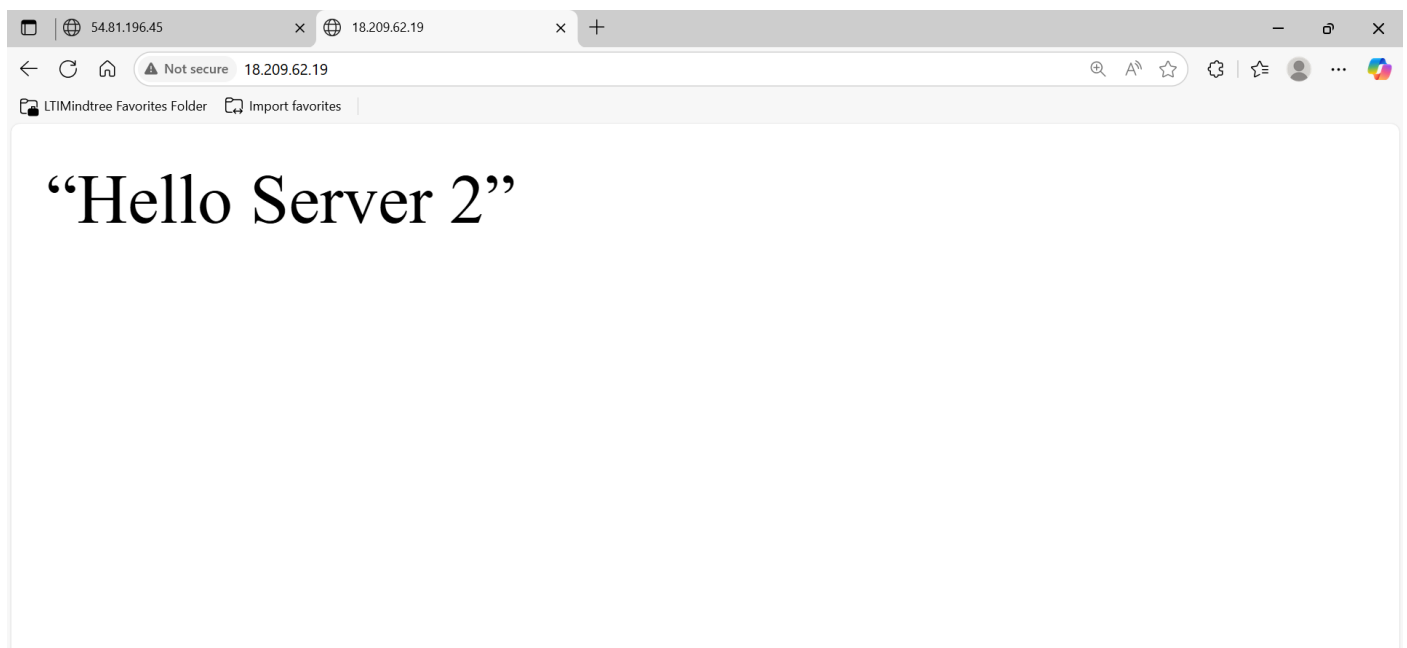 54.81.196.45
18.209.62.19
Not secure 18.209.62.19
LTIMindtree Favorites Folder Import favorites
“Hello Server 2”